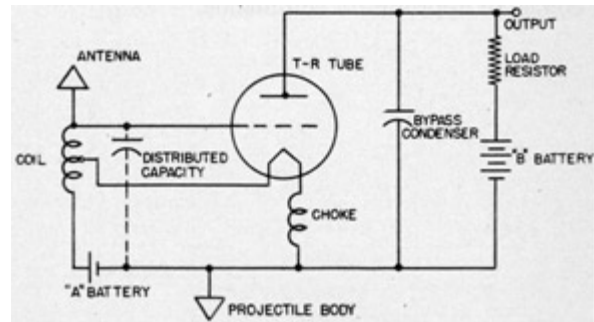 ANTENNA
T-R TUBE
OUTPUT
LOAD
RESISTOR
COIL
DISTRIBUTED
CAPACITY
BYPASS
CONDENSER
"B" BATTERY
CHOKE
"A" BATTERY
PROJECTILE BODY